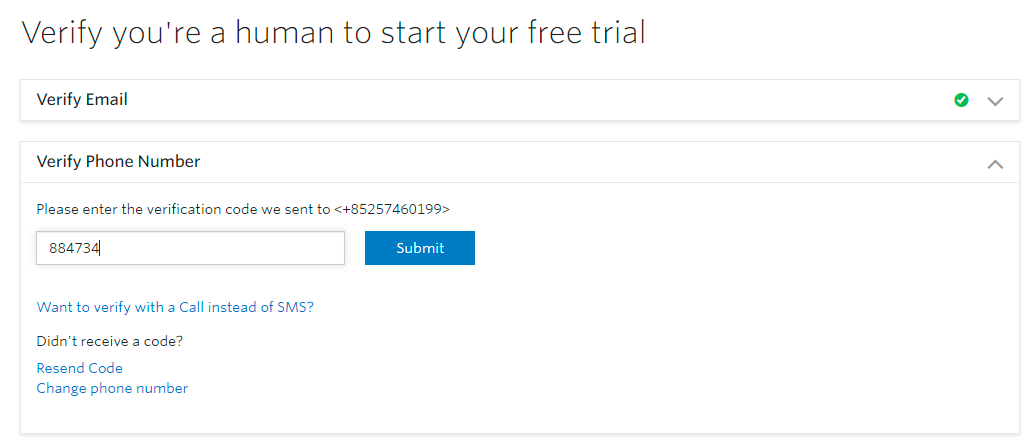 Verify you're a human to start your free trial
Verify Email
Verify Phone Number
Please enter the verification code we sent to <+85257460199>
884734
Submit
Want to verify with a Call instead of SMS?
Didn't receive a code?
Resend Code
Change phone number